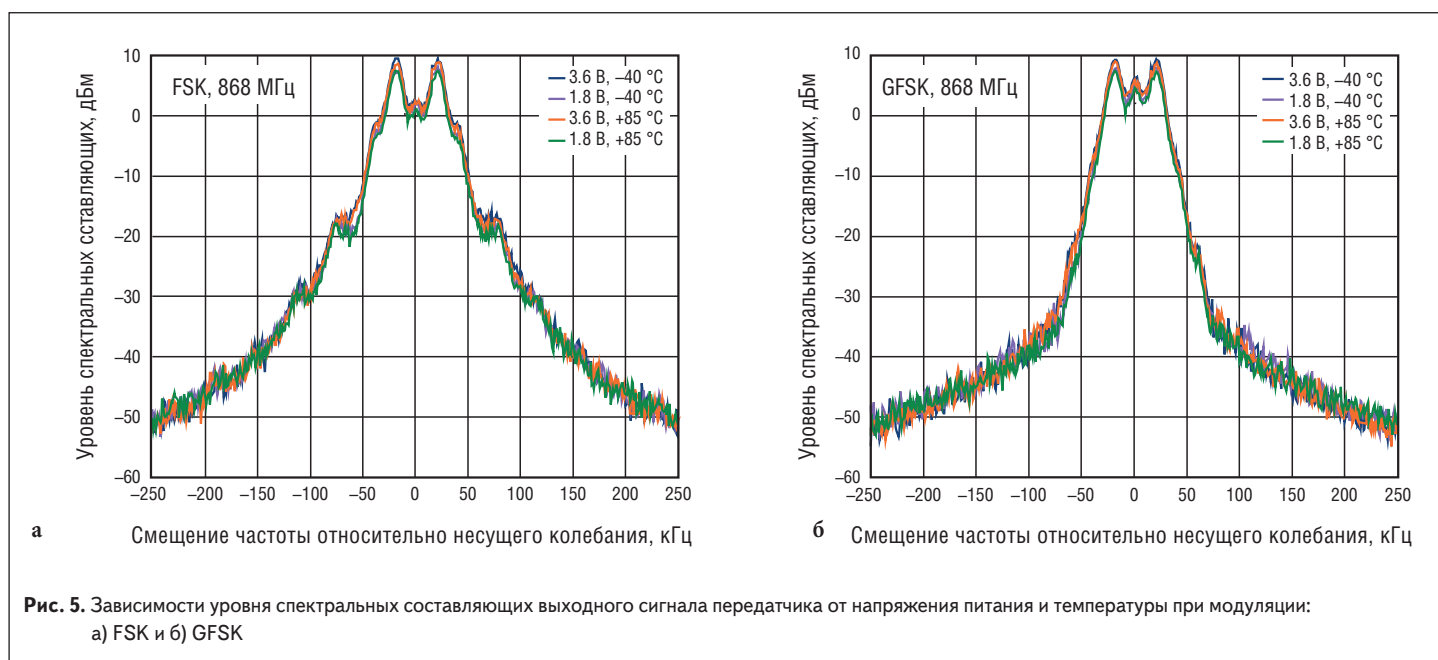 FSK, 868 МГц
3.6 В, –40 °C
1.8 В, –40 °C
3.6 В, +85 °C
1.8 В, +85 °C
Уровень спектральных сставляющих, дБм
10
0
–10
–20
–30
–40
–50
–60
–250 –200 –150 –100 –50 0 50 100 150 200 250
а
Смещение частоты относительно несущего колебания, кГц
GFSK, 868 МГц
3.6 В, –40 °C
1.8 В, –40 °C
3.6 В, +85 °C
1.8 В, +85 °C
Уровень спектральных сставляющих, дБм
10
0
–10
–20
–30
–40
–50
–60
–250 –200 –150 –100 –50 0 50 100 150 200 250
б
Смещение частоты относительно несущего колебания, кГц
Рис. 5. Зависимости уровня спектральных составляющих выходного сигнала передатчика от напряжения питания и температуры при модуляции:
а) FSK и б) GFSK